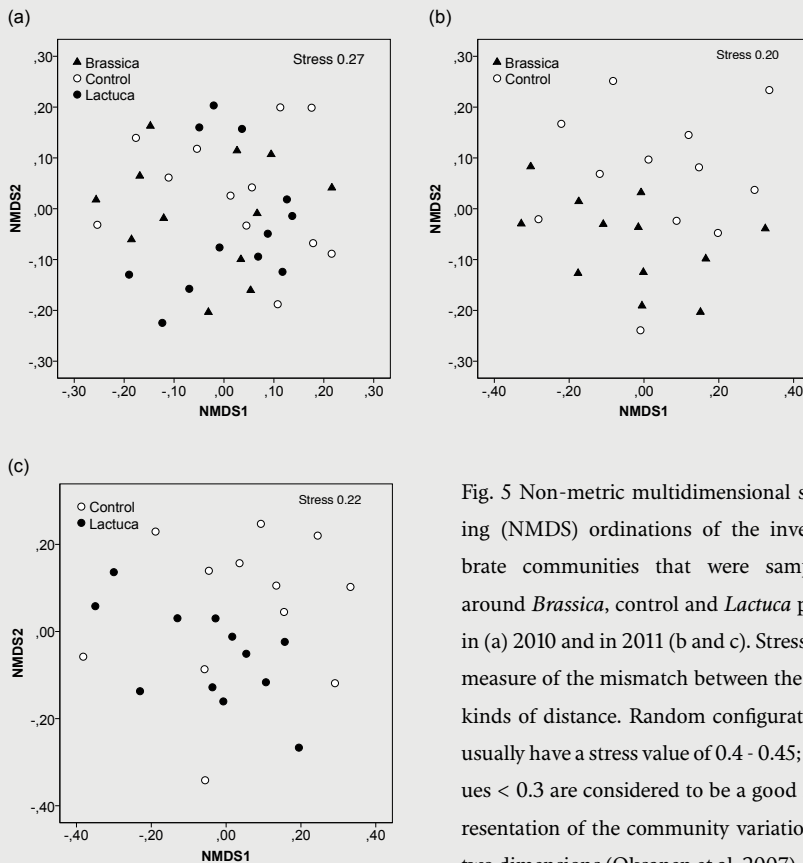 (a)
,30
,20
,10
,00
-,10
-,20
-,30
NMDS2
▲ Brassica
○ Control
● Lactuca
Stress 0.27
-,30 -,20 -,10 ,00 ,10 ,20 ,30
NMDS1
(b)
,30
,20
,10
,00
-,10
-,20
-,30
NMDS2
▲ Brassica
○ Control
Stress 0.20
-,40 -,20 ,00 ,20 ,40
NMDS1
(c)
,20
,00
-,20
-,40
NMDS2
○ Control
● Lactuca
Stress 0.22
-,40 -,20 ,00 ,20 ,40
NMDS1
Fig. 5 Non-metric multidimensional s
ing (NMDS) ordinations of the inve
brate communities that were samp
around Brassica, control and Lactuca p
in (a) 2010 and in 2011 (b and c). Stress
measure of the mismatch between the
kinds of distance. Random configurat
usually have a stress value of 0.4 - 0.45;
ues < 0.3 are considered to be a good
resentation of the community variatio